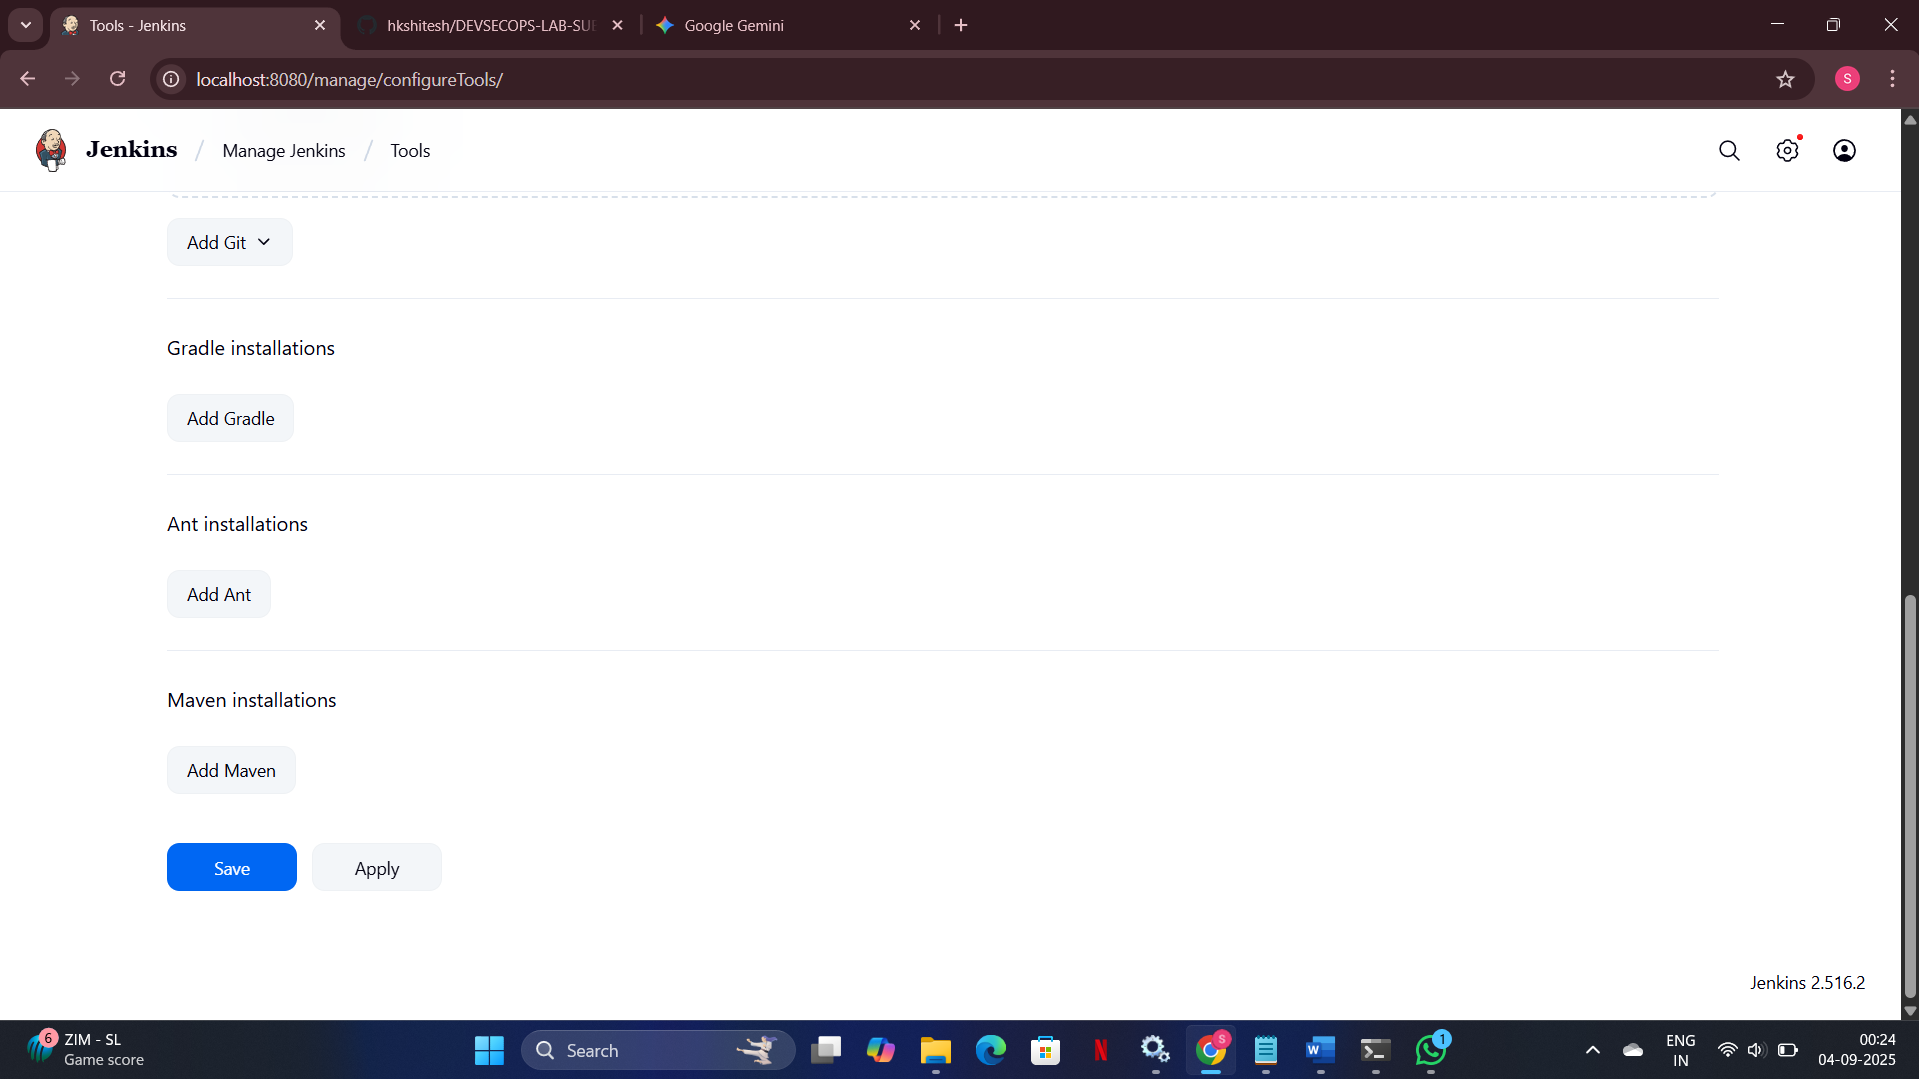 Tools - Jenkins
hkshitesh/DEVSECOPS-LAB-SU
Google Gemini
localhost:8080/manage/configureTools/
S
Jenkins / Manage Jenkins / Tools
Add Git
Gradle installations
Add Gradle
Ant installations
Add Ant
Maven installations
Add Maven
Save
Apply
Jenkins 2.516.2
6
ZIM - SL
Game score
Search
S
W
1
ENG
IN
00:24
04-09-2025